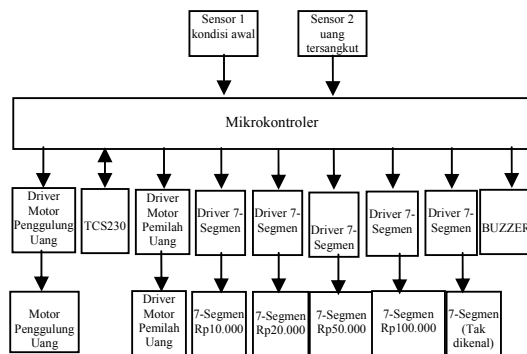 Sensor 1
kondisi awal
Sensor 2
uang
tersangkut
Mikrokontroler
Driver
Motor
Penggulung
Uang
TCS230
Driver
Motor
Pemilah
Uang
Driver 7-
Segmen
Driver 7-
Segmen
Driver 7-
Segmen
Driver 7-
Segmen
Driver 7-
Segmen
BUZZER
Motor
Penggulung
Uang
Driver
Motor
Pemilah
Uang
7-Segmen
Rp10.000
7-Segmen
Rp20.000
7-Segmen
Rp50.000
7-Segmen
Rp100.000
7-Segmen
(Tak
dikenal)